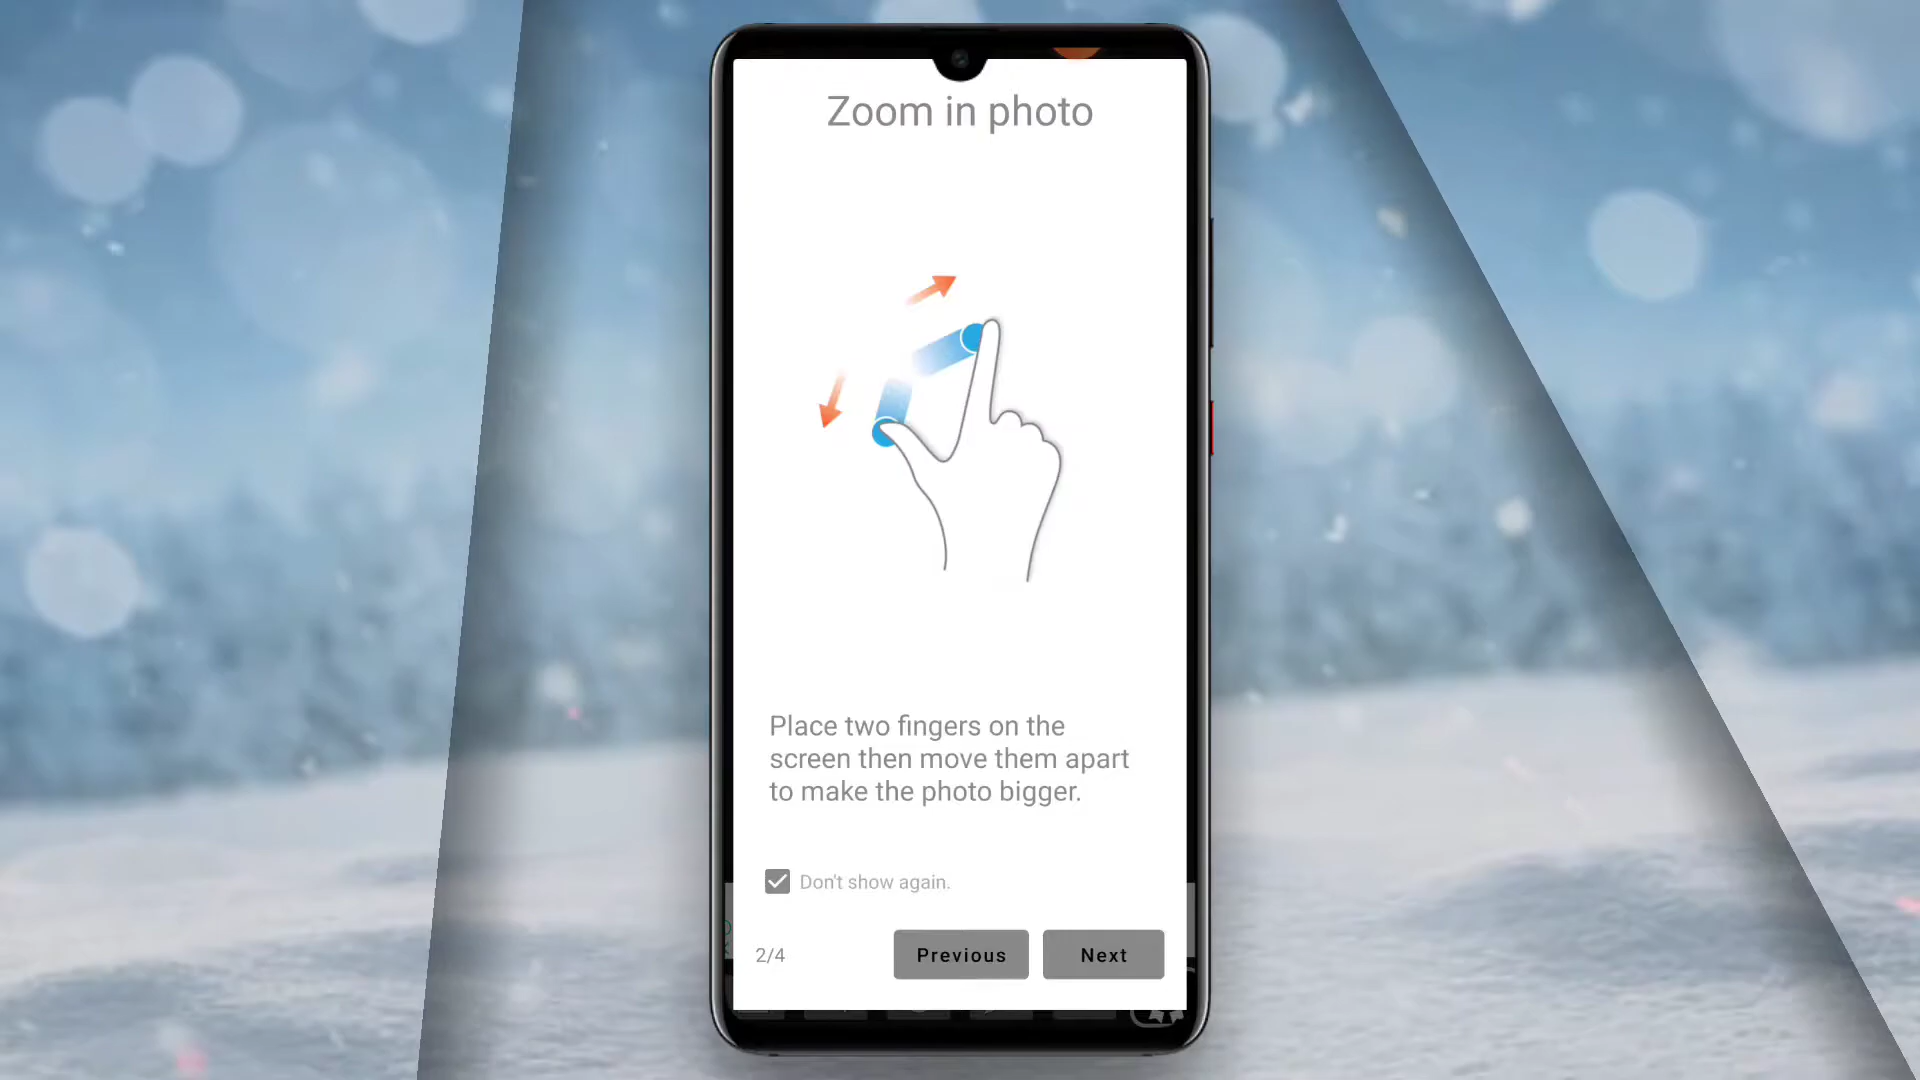 Zoom in photo
Place two fingers on the
screen then move them apart
to make the photo bigger.
Don't show again.
2/4
Previous
Next